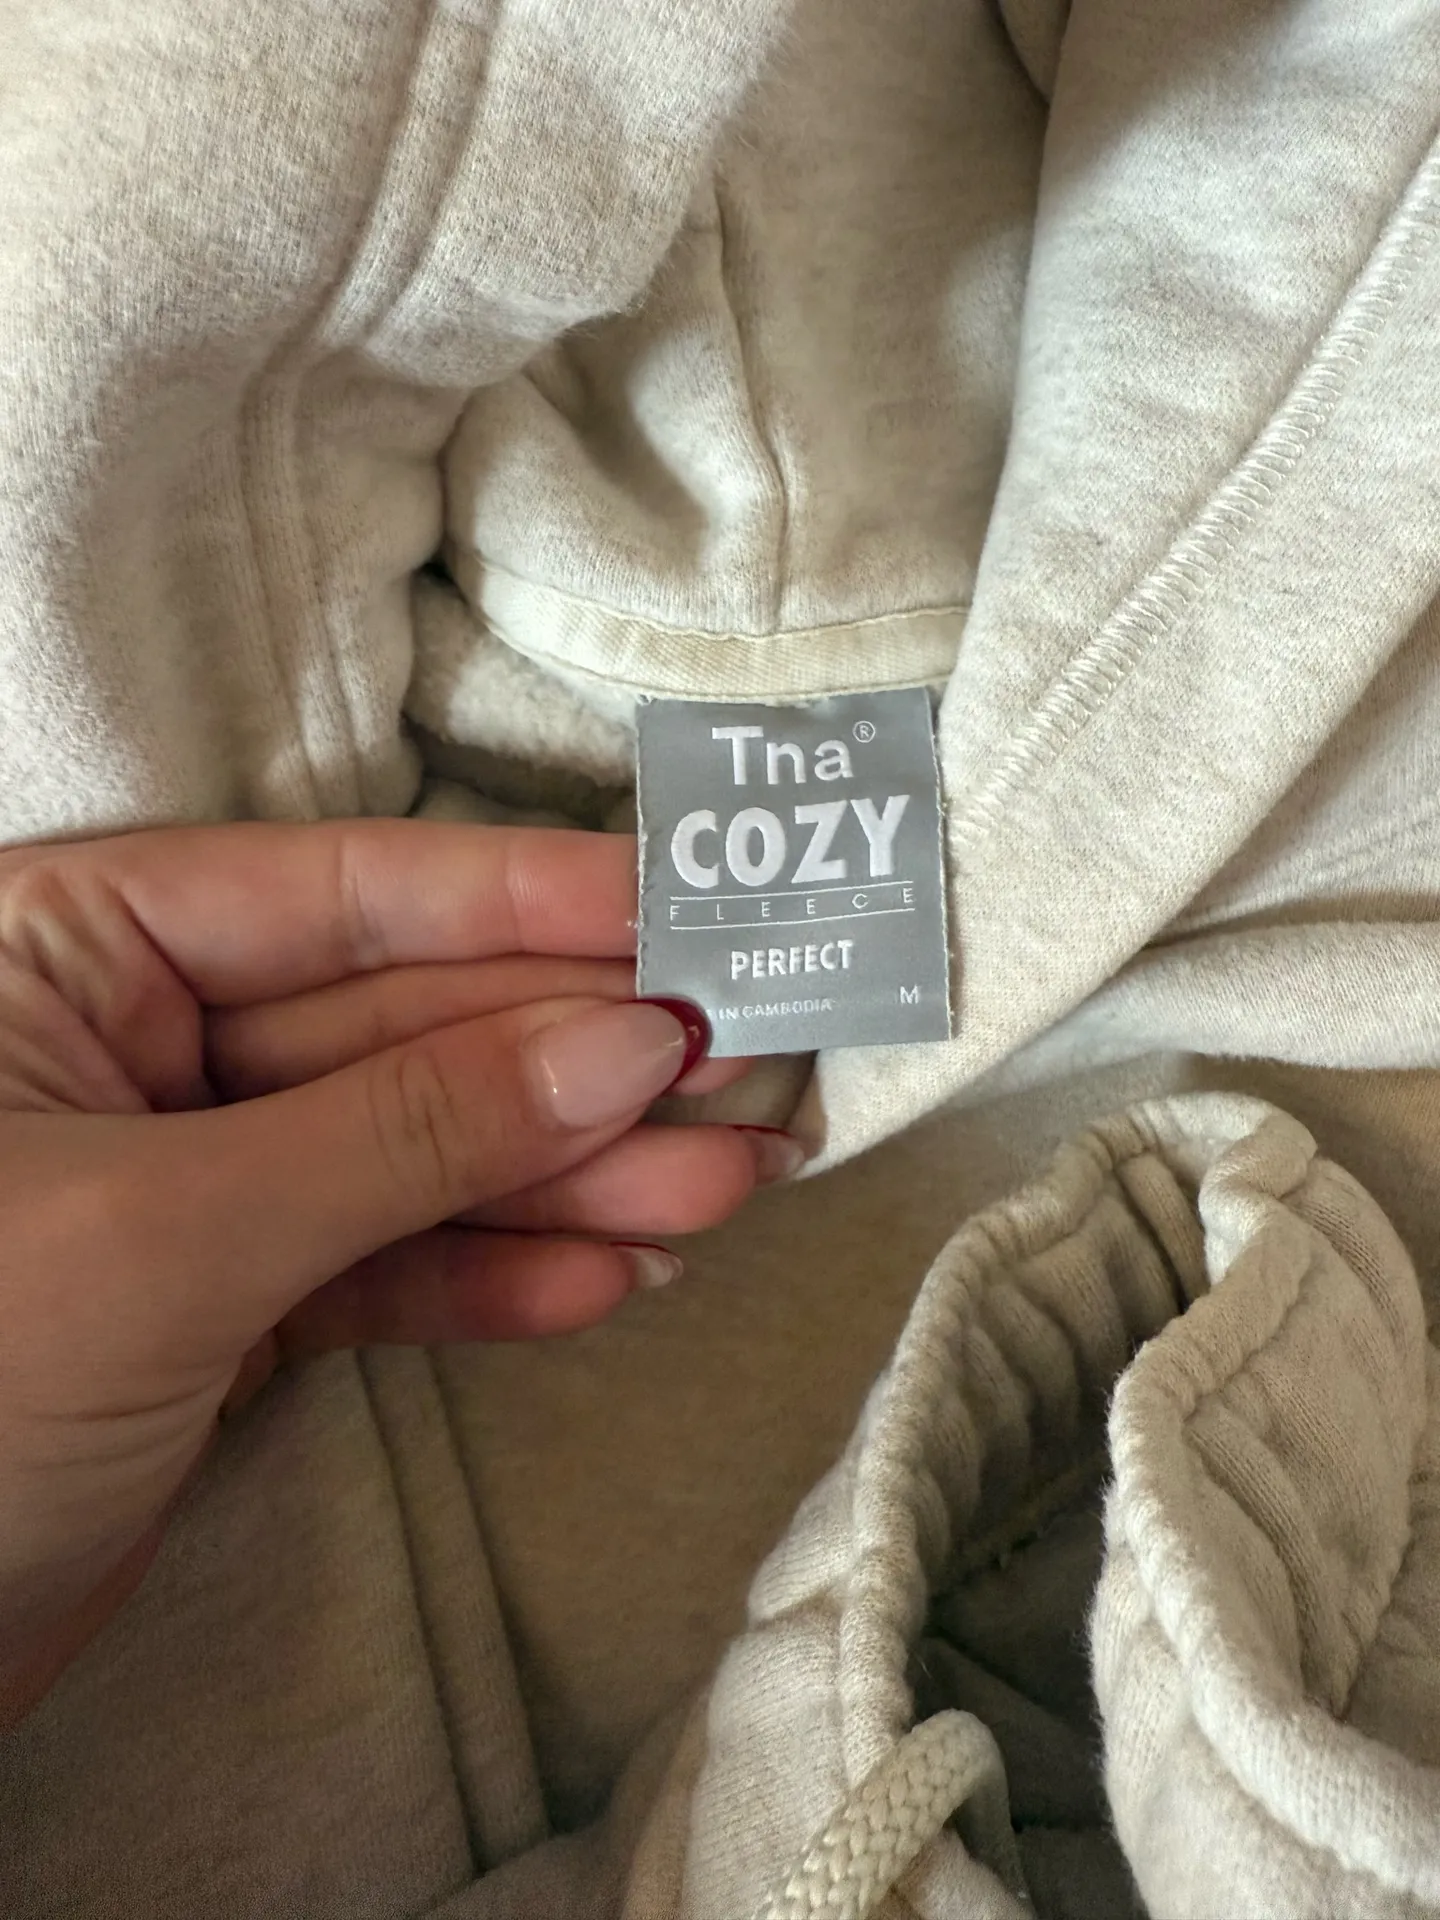 Tna®
COZY
FLEECE
PERFECT
IN CAMBODIA
M